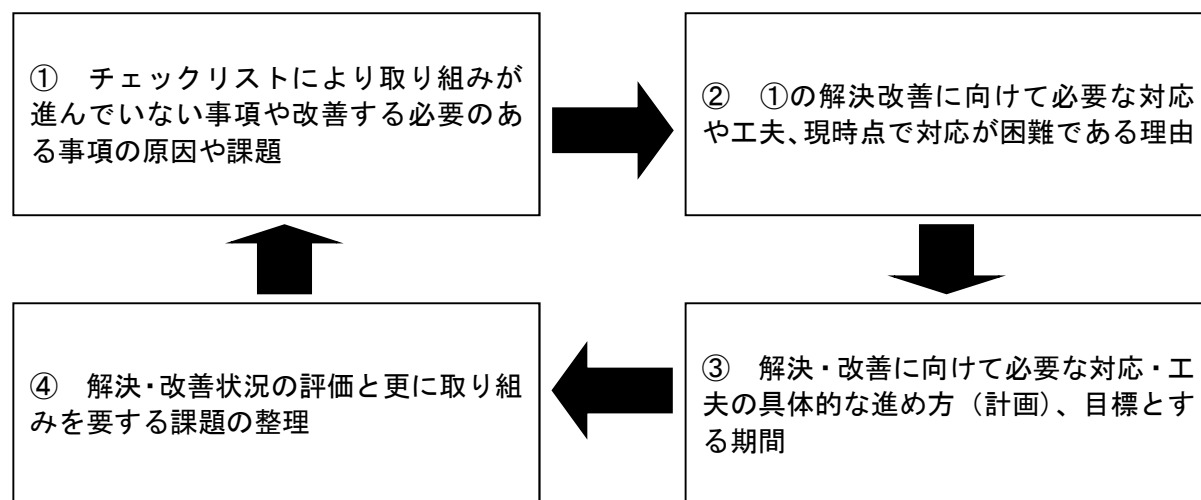 ① チェックリストにより取り組みが
進んでいない事項や改善する必要のあ
る事項の原因や課題
② ①の解決改善に向けて必要な対応
や工夫、現時点で対応が困難である理由
③ 解決・改善に向けて必要な対応・工
夫の具体的な進め方（計画）、目標とす
る期間
④ 解決・改善状況の評価と更に取り組
みを要する課題の整理